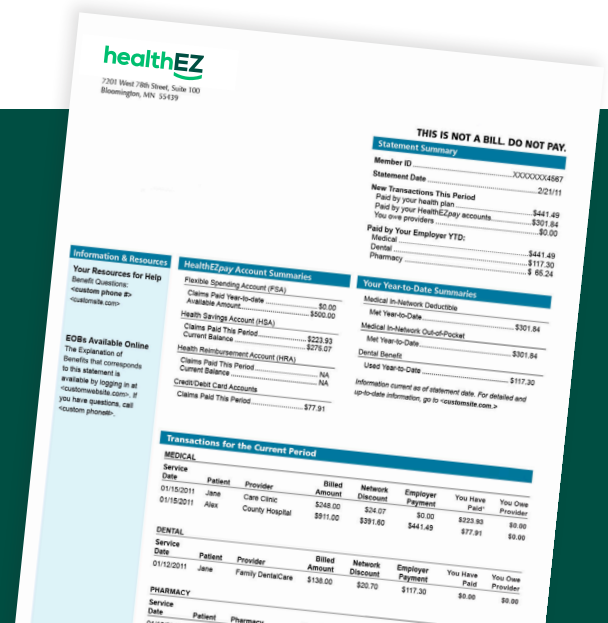 healthEZ
7201 West 78th Street, Suite 100
Bloomington, MN 55439
THIS IS NOT A BILL. DO NOT PAY.
Statement Summary
Member ID XXXXXXX4567
Statement Date 2/21/11
New Transactions This Period
Paid by your health plan $441.49
Paid by your HealthEZpay accounts $301.84
You owe providers $0.00
Paid by Your Employer YTD:
Medical $441.49
Dental $117.30
Pharmacy $ 65.24
Information & Resources
Your Resources for Help
Benefit Questions:
<custom phone #>
<customsite.com>
EOBs Available Online
The Explanation of
Benefits that corresponds
to this statement is
available by logging in at
<customwebsite.com>. If
you have questions, call
<custom phone#>.
HealthEZpay Account Summaries
Flexible Spending Account (FSA)
Claims Paid Year-to-date $0.00
Available Amount $500.00
Health Savings Account (HSA)
Claims Paid This Period $223.93
Current Balance $276.07
Health Reimbursement Account (HRA)
Claims Paid This Period NA
Current Balance NA
Credit/Debit Card Accounts
Claims Paid This Period $77.91
Your Year-to-Date Summaries
Medical In-Network Deductible
Met Year-to-Date $301.84
Medical In-Network Out-of-Pocket
Met Year-to-Date $301.84
Dental Benefit
Used Year-to-Date $117.30
Information current as of statement date. For detailed and
up-to-date information, go to <customsite.com.>
Transactions for the Current Period
MEDICAL
Service Date Patient Provider Billed Amount Network Discount Employer Payment You Have Paid* You Owe Provider
01/15/2011 Jane Care Clinic $248.00 $24.07 $0.00 $223.93 $0.00
01/15/2011 Alex County Hospital $911.00 $391.60 $441.49 $77.91 $0.00
DENTAL
Service Date Patient Provider Billed Amount Network Discount Employer Payment You Have Paid You Owe Provider
01/12/2011 Jane Family DentalCare $138.00 $20.70 $117.30 $0.00 $0.00
PHARMACY
Service Date Patient Pharmacy